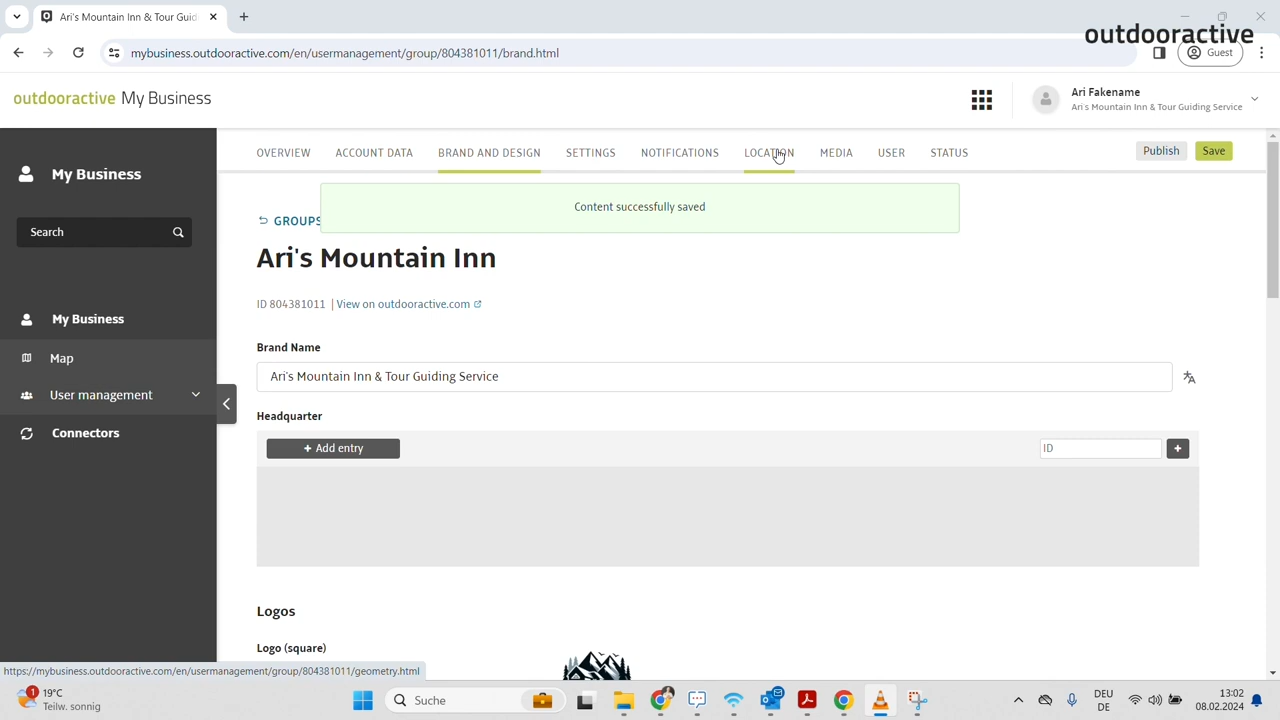 Ari's Mountain Inn & Tour Guid
outdooractive
mybusiness.outdooractive.com/en/usermanagement/group/804381011/brand.html
Guest
outdooractive My Business
Ari Fakename
Ari's Mountain Inn & Tour Guiding Service
My Business
OVERVIEW ACCOUNT DATA BRAND AND DESIGN SETTINGS NOTIFICATIONS LOCATION MEDIA USER STATUS Publish Save
Content successfully saved
GROUPS
Search
Ari's Mountain Inn
ID 804381011 | View on outdooractive.com
My Business
Brand Name
Map
Ari's Mountain Inn & Tour Guiding Service
User management
Headquarter
Connectors
+ Add entry
ID
+
Logos
Logo (square)
https://mybusiness.outdooractive.com/en/usermanagement/group/804381011/geometry.html
1
19°C
Teilw. sonnig
Suche
DEU
DE
13:02
08.02.2024